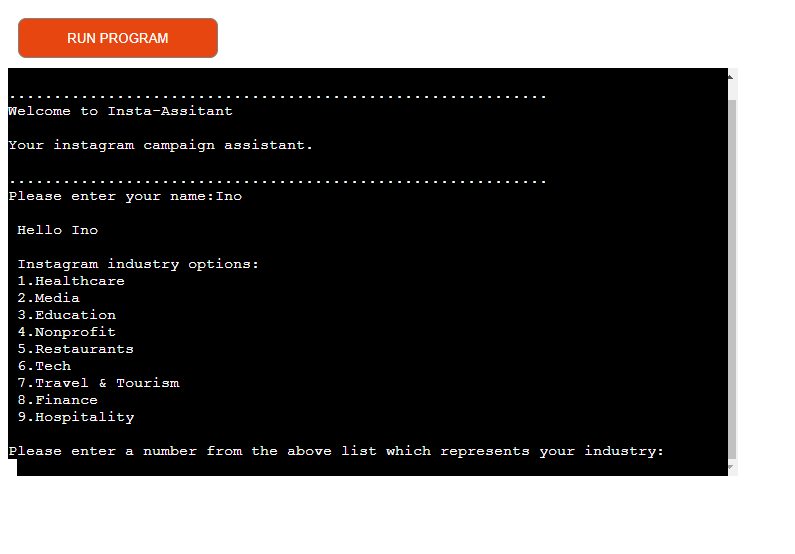 RUN PROGRAM
............................................................
Welcome to Insta-Assitant
Your instagram campaign assistant.
............................................................
Please enter your name:Ino
Hello Ino
Instagram industry options:
1.Healthcare
2.Media
3.Education
4.Nonprofit
5.Restaurants
6.Tech
7.Travel & Tourism
8.Finance
9.Hospitality
Please enter a number from the above list which represents your industry: